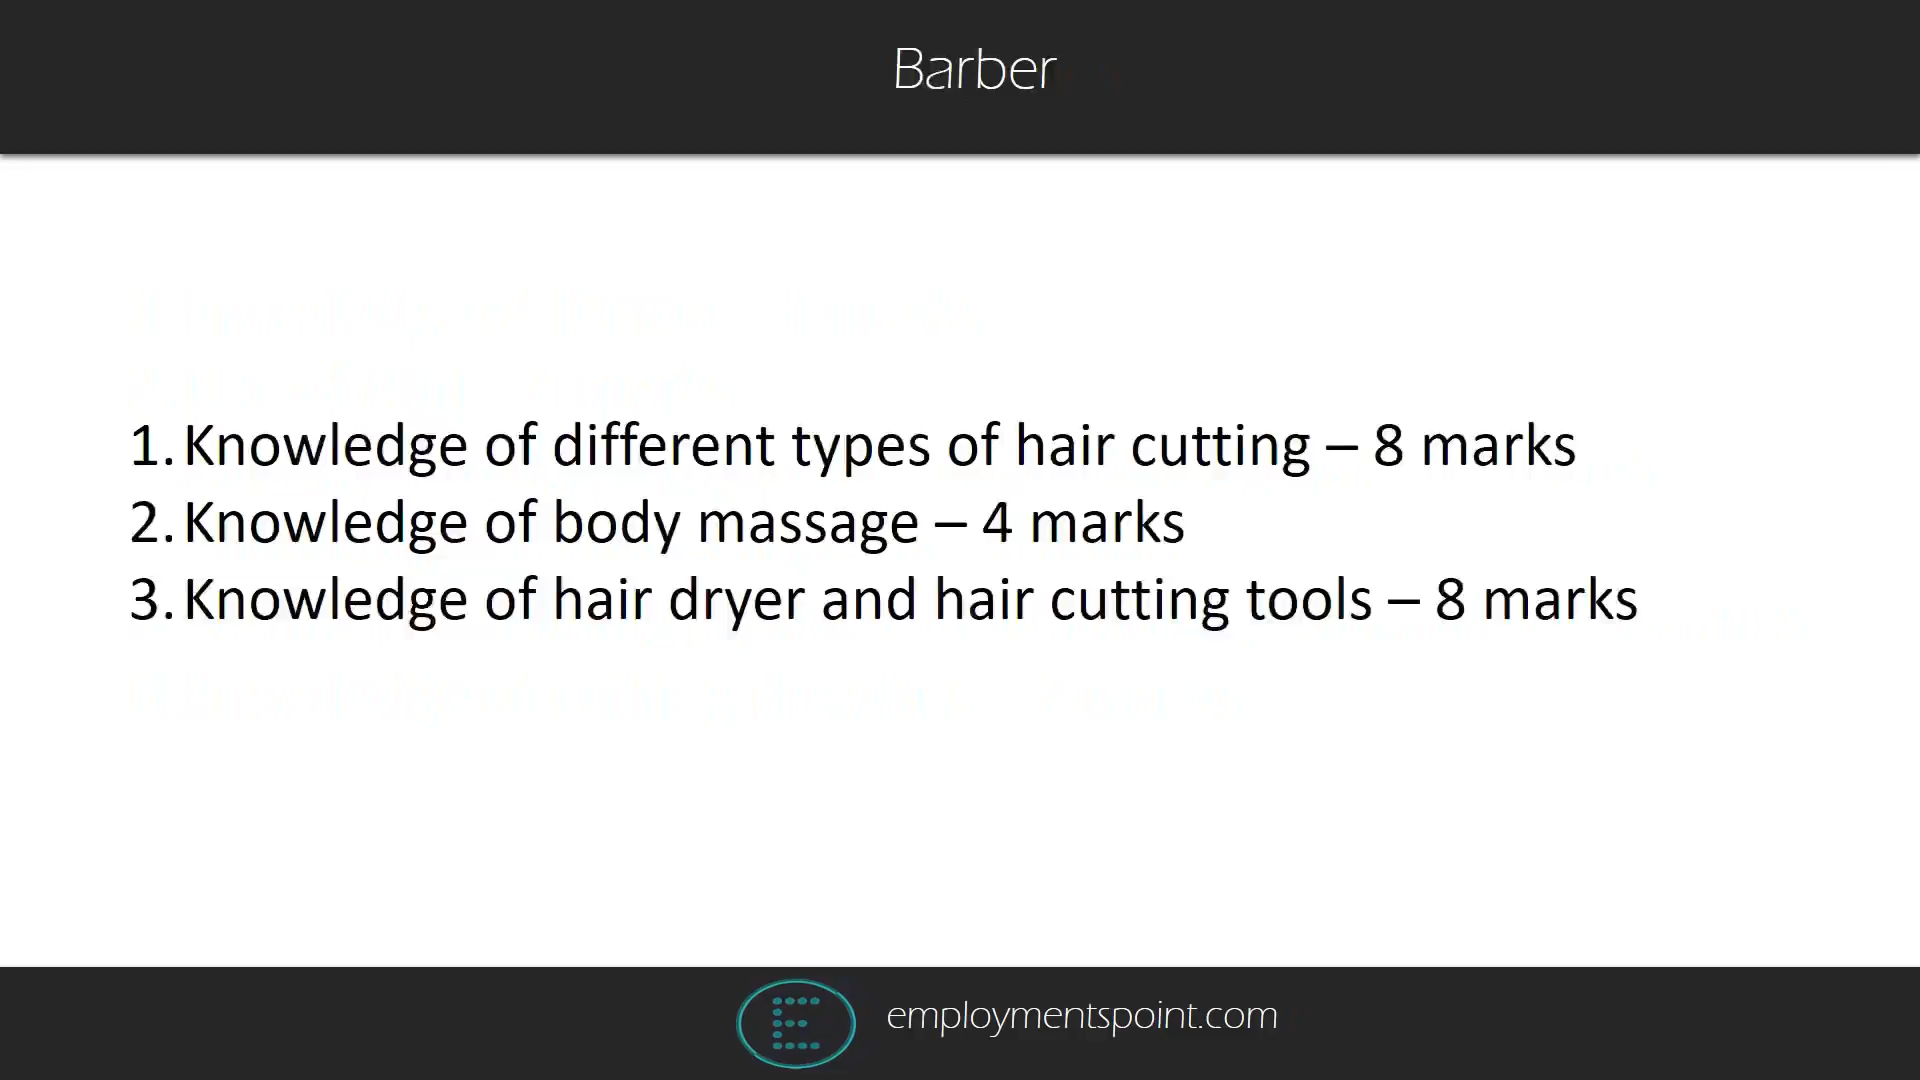 Barber
1. Knowledge of different types of hair cutting – 8 marks
2. Knowledge of body massage – 4 marks
3. Knowledge of hair dryer and hair cutting tools – 8 marks
E
employmentspoint.com